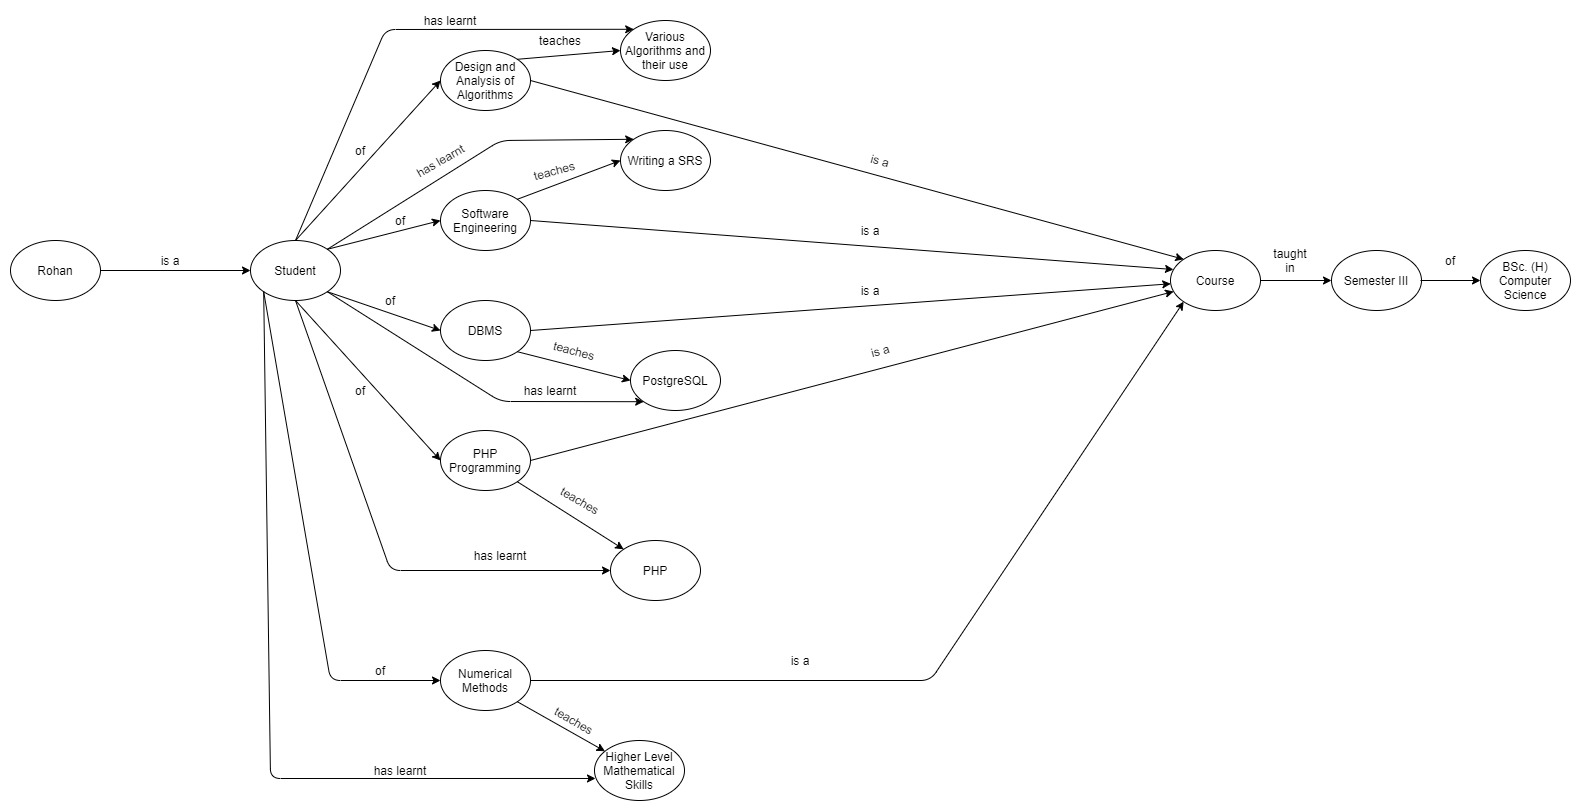 has learnt
Various
Algorithms and
their use
teaches
Design and
Analysis of
Algorithms
of
is a
has learnt
teaches
Writing a SRS
of
Software
Engineering
is a
Rohan
is a
Student
Course
taught
in
Semester III
of
BSc. (H)
Computer
Science
of
DBMS
is a
teaches
PostgreSQL
has learnt
is a
of
PHP
Programming
teaches
has learnt
PHP
of
Numerical
Methods
is a
teaches
has learnt
Higher Level
Mathematical
Skills